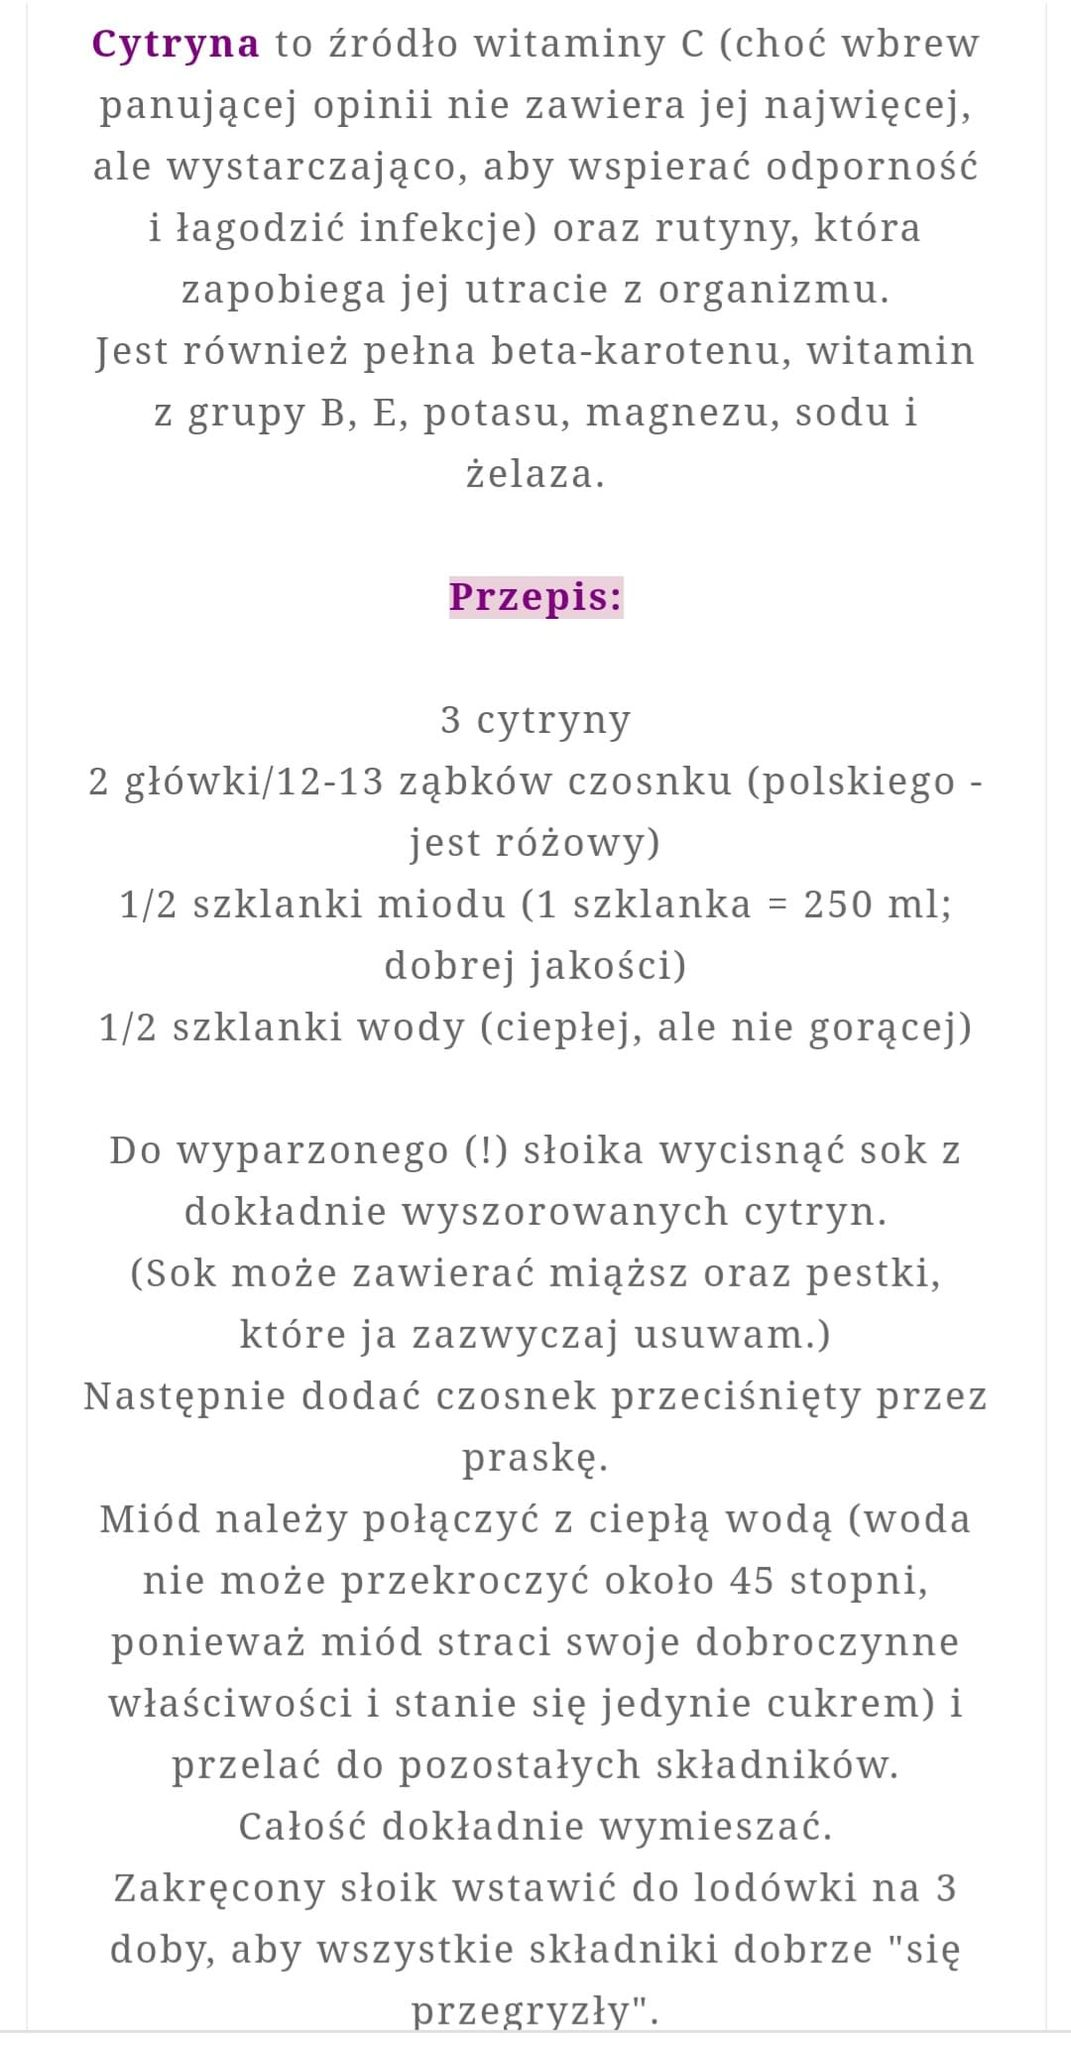 Cytryna to źródło witaminy C (choć wbrew
panującej opinii nie zawiera jej najwięcej,
ale wystarczająco, aby wspierać odporność
i łagodzić infekcje) oraz rutyny, która
zapobiega jej utracie z organizmu.
Jest również pełna beta-karotenu, witamin
z grupy B, E, potasu, magnezu, sodu i
żelaza.
Przepis:
3 cytryny
2 główki/12-13 ząbków czosnku (polskiego -
jest różowy)
1/2 szklanki miodu (1 szklanka = 250 ml;
dobrej jakości)
1/2 szklanki wody (ciepłej, ale nie gorącej)
Do wyparzonego (!) słoika wycisnąć sok z
dokładnie wyszorowanych cytryn.
(Sok może zawierać miąższ oraz pestki,
które ja zazwyczaj usuwam.)
Następnie dodać czosnek przeciśnięty przez
praskę.
Miód należy połączyć z ciepłą wodą (woda
nie może przekroczyć około 45 stopni,
ponieważ miód straci swoje dobroczynne
właściwości i stanie się jedynie cukrem) i
przelać do pozostałych składników.
Całość dokładnie wymieszać.
Zakręcony słoik wstawić do lodówki na 3
doby, aby wszystkie składniki dobrze "się
przegryzły".